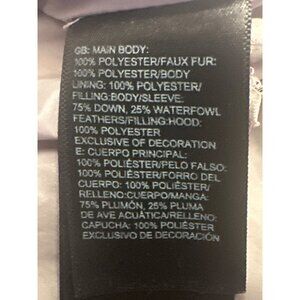 GB: MAIN BODY:
100% POLYESTER/FAUX FUR:
100% POLYESTER/BODY
LINING: 100% POLYESTER/
FILLING:BODY/SLEEVE:
75% DOWN, 25% WATERFOWL
FEATHERS/FILLING:HOOD:
100% POLYESTER
EXCLUSIVE OF DECORATION
E: CUERPO PRINCIPAL:
100% POLIÉSTER/PELO FALSO:
100% POLIÉSTER/FORRO DEL
CUERPO: 100% POLIÉSTER/
RELLENO:CUERPO/MANGA:
75% PLUMÓN, 25% PLUMA
DE AVE ACUÁTICA/RELLENO:
CAPUCHA: 100% POLIÉSTER
EXCLUSIVO DE DECORACIÓN